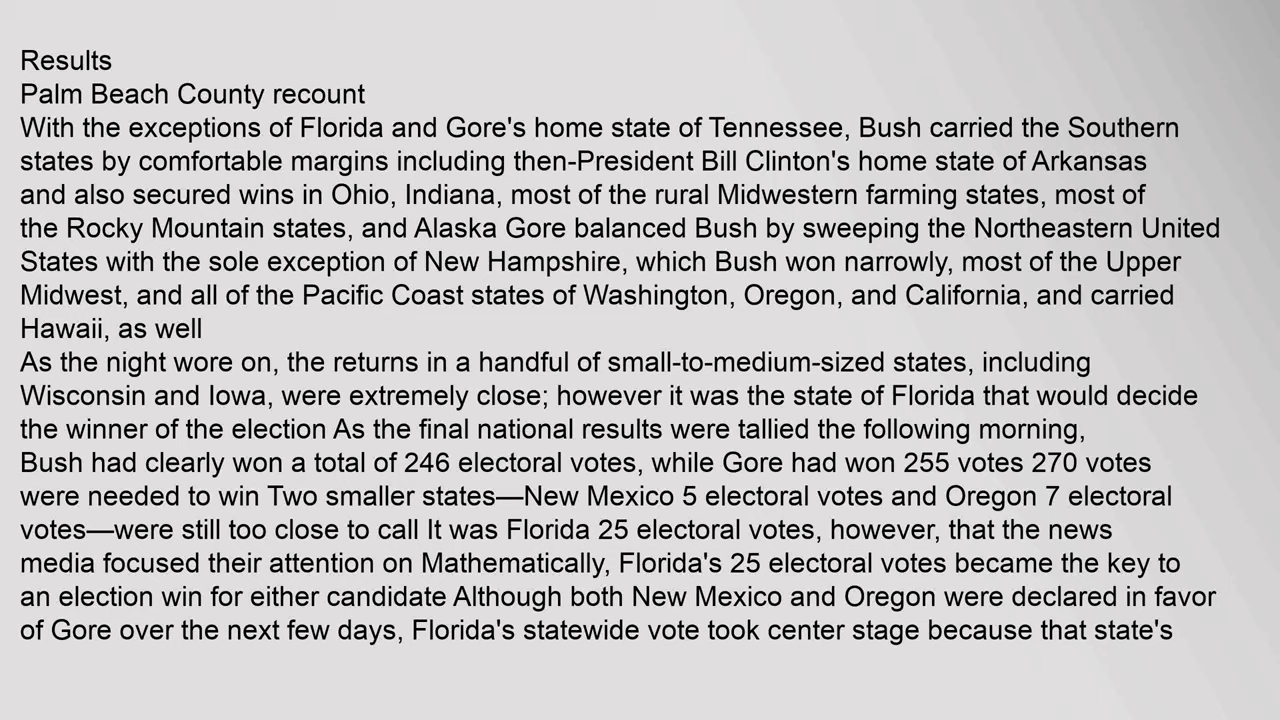 Results
Palm Beach County recount
With the exceptions of Florida and Gore's home state of Tennessee, Bush carried the Southern
states by comfortable margins including then-President Bill Clinton's home state of Arkansas
and also secured wins in Ohio, Indiana, most of the rural Midwestern farming states, most of
the Rocky Mountain states, and Alaska Gore balanced Bush by sweeping the Northeastern United
States with the sole exception of New Hampshire, which Bush won narrowly, most of the Upper
Midwest, and all of the Pacific Coast states of Washington, Oregon, and California, and carried
Hawaii, as well
As the night wore on, the returns in a handful of small-to-medium-sized states, including
Wisconsin and Iowa, were extremely close; however it was the state of Florida that would decide
the winner of the election As the final national results were tallied the following morning,
Bush had clearly won a total of 246 electoral votes, while Gore had won 255 votes 270 votes
were needed to win Two smaller states—New Mexico 5 electoral votes and Oregon 7 electoral
votes—were still too close to call It was Florida 25 electoral votes, however, that the news
media focused their attention on Mathematically, Florida's 25 electoral votes became the key to
an election win for either candidate Although both New Mexico and Oregon were declared in favor
of Gore over the next few days, Florida's statewide vote took center stage because that state's